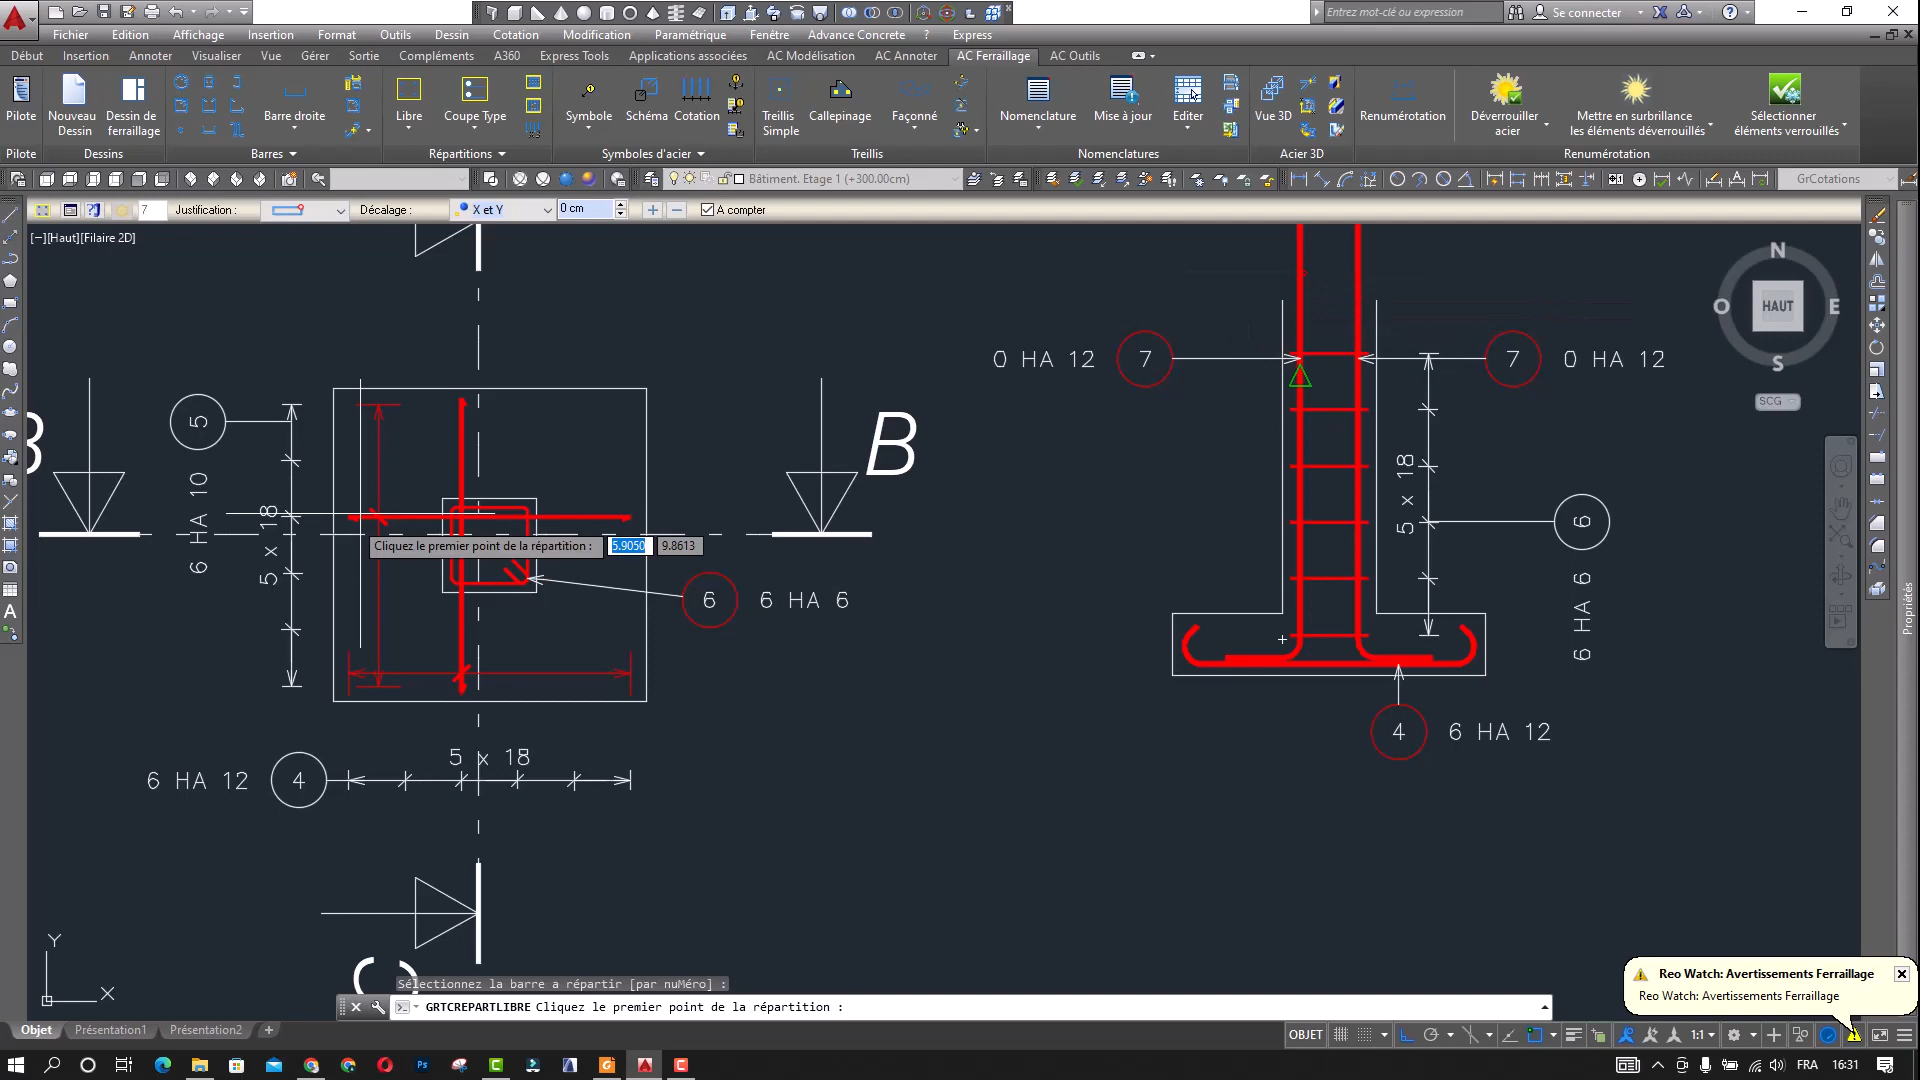 Entrez mot-clé ou expression
Se connecter
Fichier Edition Affichage Insertion Format Outils Dessin Cotation Modification Paramétrique Fenêtre Advance Concrete ? Express
Début Insertion Annoter Visualiser Vue Gérer Sortie Compléments A360 Express Tools Applications associées AC Modélisation AC Annoter AC Ferraillage AC Outils
Pilote Nouveau Dessin Dessin de ferraillage Barre droite Libre Coupe Type Symbole Schéma Cotation Treillis Simple Callepinage Façonné Nomenclature Mise à jour Editer Vue 3D Renumérotation Déverrouiller acier Mettre en surbrillance les éléments déverrouillés Sélectionner éléments verrouillés
Pilote Dessins Barres Répartitions Symboles d'acier Treillis Nomenclatures Acier 3D Renumérotation
Bâtiment. Etage 1 (+300.00cm)
GrCotations
7 Justification : Décalage : X et Y 0 cm A compter
[−][Haut][Filaire 2D]
N
O HAUT E
S
SCG
Propriétés
0 HA 12 7
7 0 HA 12
5
6 HA 10
5 x 18
B
B
Cliquez le premier point de la répartition : 5.9050 9.8613
6 6 HA 6
5 x 18
6
6 HA 6
4 6 HA 12
5 x 18
6 HA 12 4
Y
X
Sélectionnez la barre a répartir [par nuMéro] :
GRTCREPARTLIBRE Cliquez le premier point de la répartition :
Reo Watch: Avertissements Ferraillage
Reo Watch: Avertissements Ferraillage
Objet Présentation1 Présentation2 +
OBJET 1:1
FRA 16:31